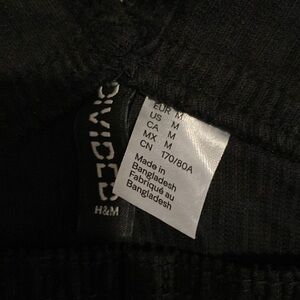 DIVIDED
H&M
EUR M
US M
CA M
MX M
CN 170/80A
Made in
Bangladesh
Fabriqué au
Bangladesh